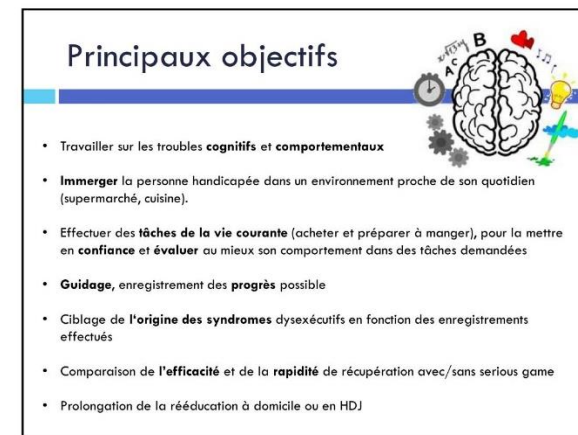 Principaux objectifs
B
A C
• Travailler sur les troubles cognitifs et comportementaux
• Immerger la personne handicapée dans un environnement proche de son quotidien
(supermarché, cuisine).
• Effectuer des tâches de la vie courante (acheter et préparer à manger), pour la mettre
en confiance et évaluer au mieux son comportement dans des tâches demandées
• Guidage, enregistrement des progrès possible
• Ciblage de l'origine des syndromes dysexécutifs en fonction des enregistrements
effectués
• Comparaison de l'efficacité et de la rapidité de récupération avec/sans serious game
• Prolongation de la rééducation à domicile ou en HDJ